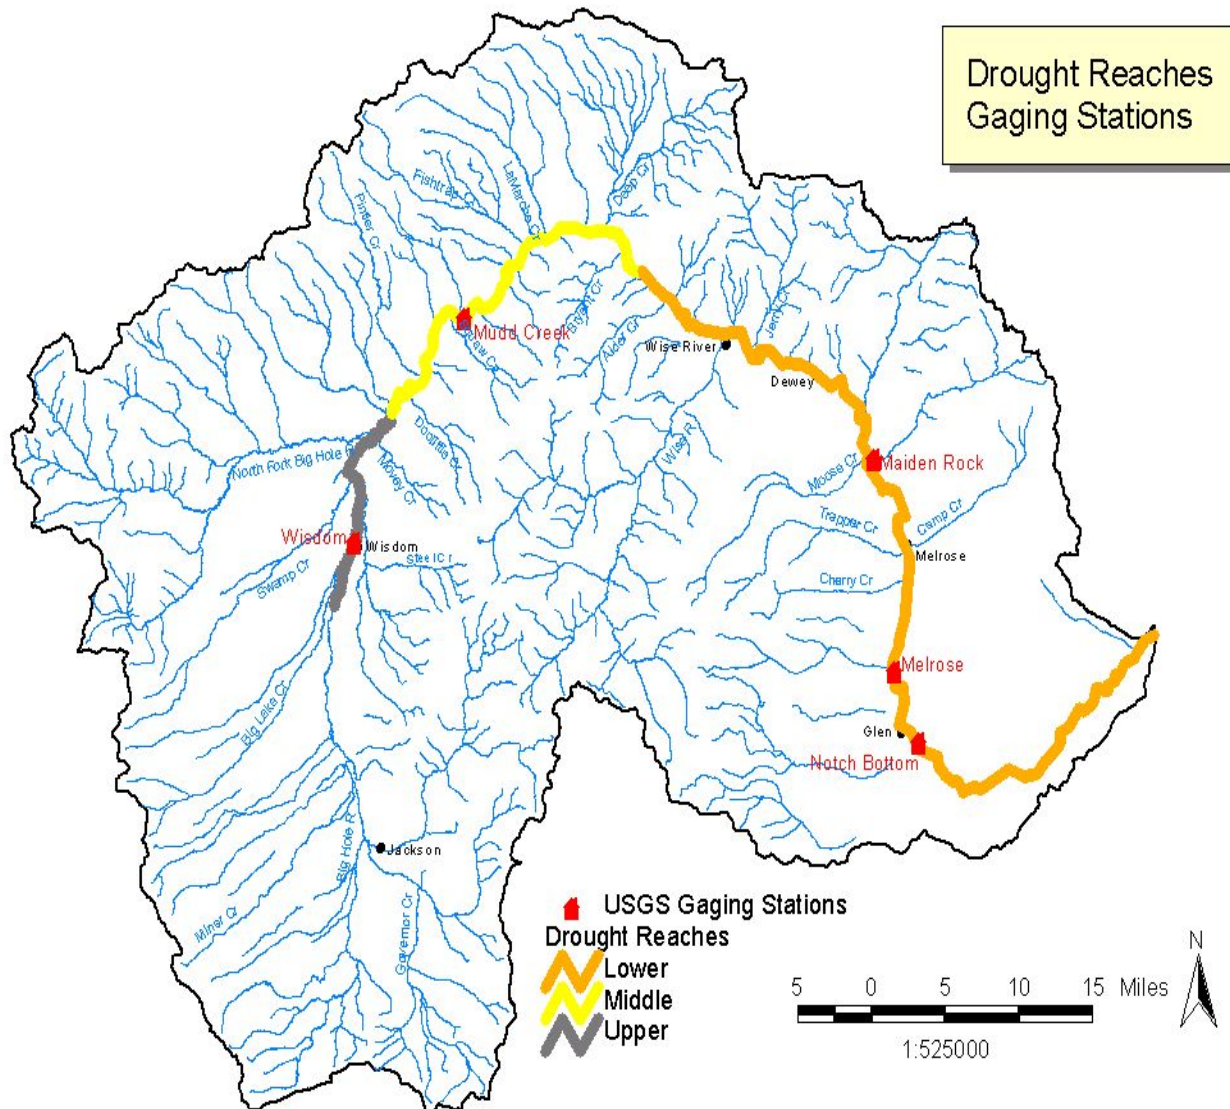 Drought Reaches
Gaging Stations
Deep Cr
LaMarche Cr
Fishtrap Cr
Pintler Cr
Bryant Cr
Jerry Cr
Alder Cr
Mudd Creek
Wise River
Dewey
Doolittle Cr
Wise R
North Fork Big Hole R
Moose Cr
Maiden Rock
Trapper Cr
Camp Cr
Wisdom
Wisdom
Steel Cr
Melrose
Swamp Cr
Cherry Cr
Melrose
Big Lake Cr
Glen
Notch Bottom
Big Hole R
Jackson
Miner Cr
Governor Cr
USGS Gaging Stations
Drought Reaches
Lower
Middle
Upper
5 0 5 10 15 Miles
1:525000
N